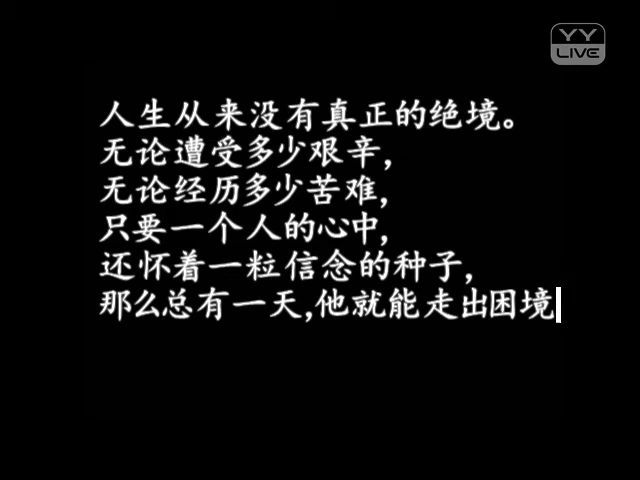 YY
LIVE
人生从来没有真正的绝境。
无论遭受多少艰辛,
无论经历多少苦难,
只要一个人的心中,
还怀着一粒信念的种子,
那么总有一天,他就能走出困境